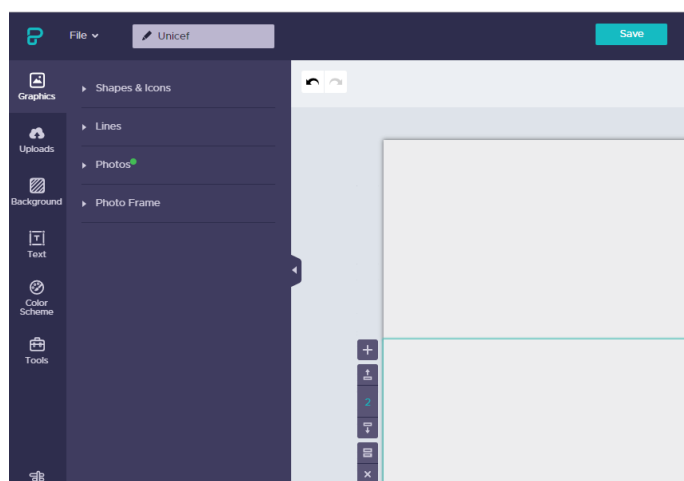 File
Unicef
Save
Graphics
Shapes & Icons
Lines
Uploads
Photos
Background
Photo Frame
Text
Color
Scheme
Tools
2